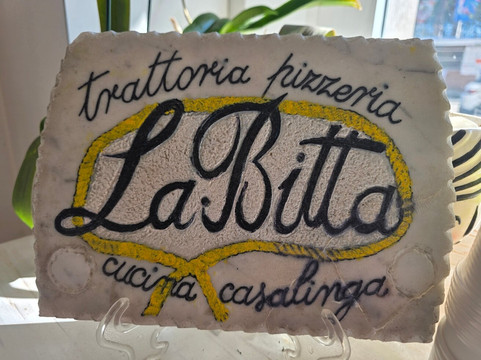 trattoria pizzeria
La Bitta
cucina casalinga